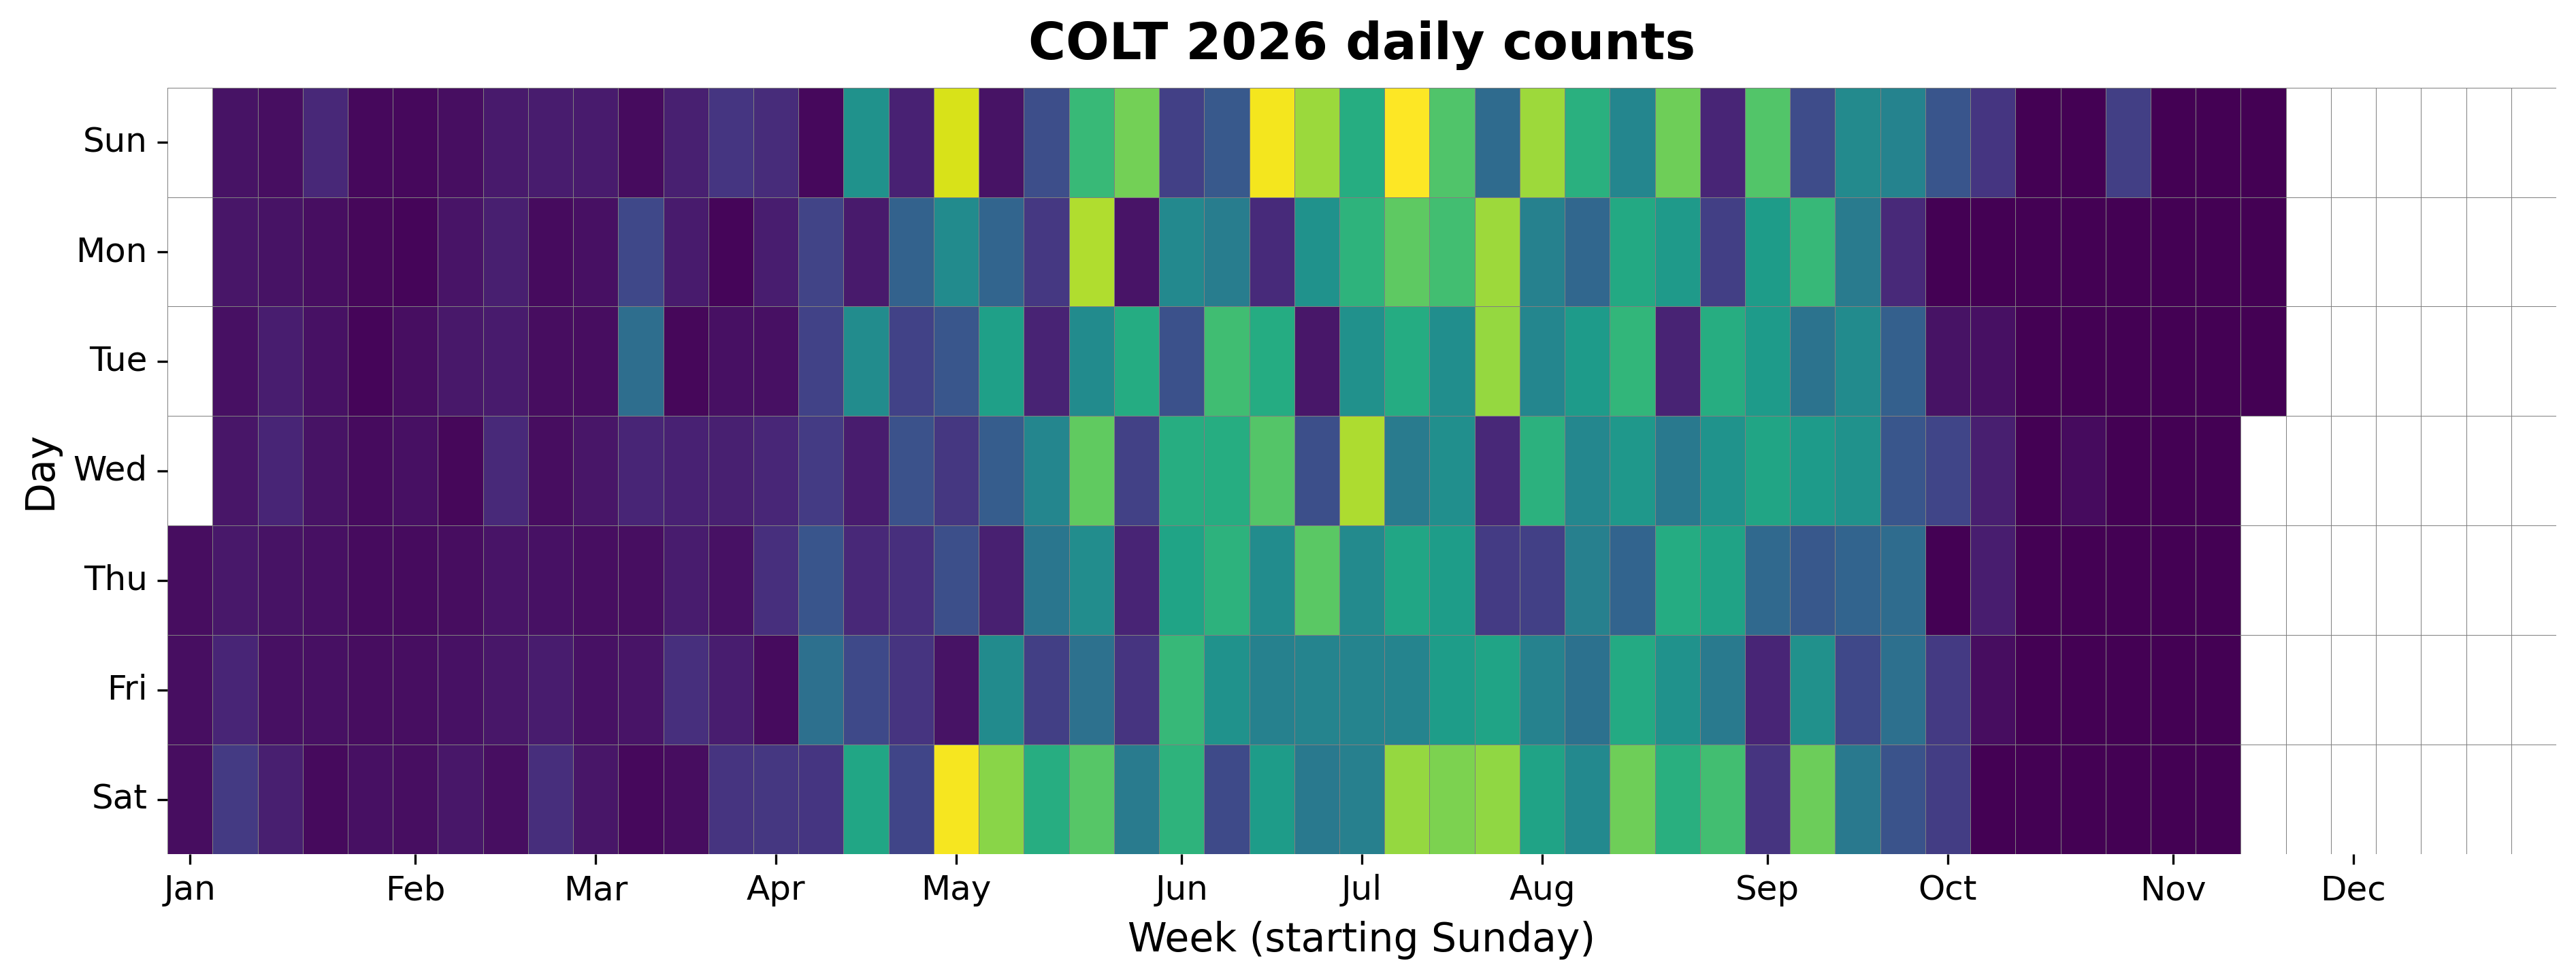 COLT 2026 daily counts
Day
Sun
Mon
Tue
Wed
Thu
Fri
Sat
Jan Feb Mar Apr May Jun Jul Aug Sep Oct Nov Dec
Week (starting Sunday)